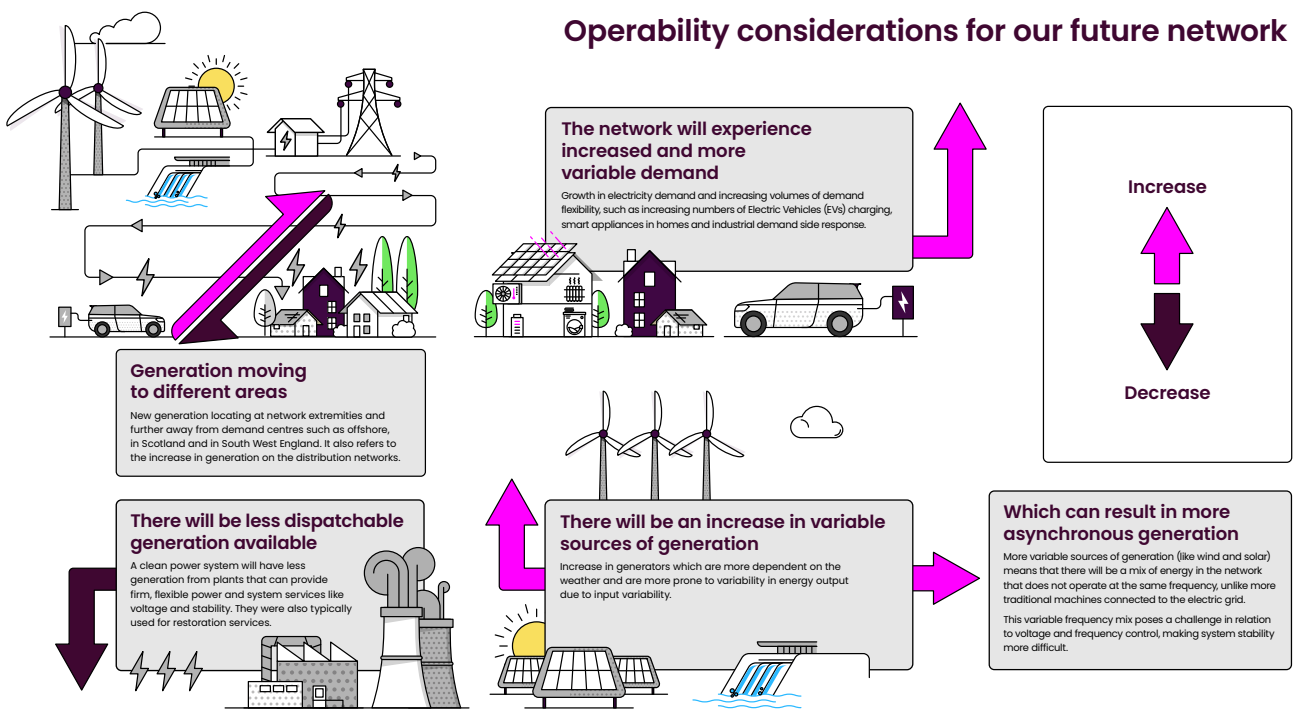 Operability considerations for our future network
The network will experience
increased and more
variable demand
Growth in electricity demand and increasing volumes of demand
flexibility, such as increasing numbers of Electric Vehicles (EVs) charging,
smart appliances in homes and industrial demand side response.
Increase
Decrease
Generation moving
to different areas
New generation locating at network extremities and
further away from demand centres such as offshore,
in Scotland and in South West England. It also refers to
the increase in generation on the distribution networks.
There will be less dispatchable
generation available
A clean power system will have less
generation from plants that can provide
firm, flexible power and system services like
voltage and stability. They were also typically
used for restoration services.
There will be an increase in variable
sources of generation
Increase in generators which are more dependent on the
weather and are more prone to variability in energy output
due to input variability.
Which can result in more
asynchronous generation
More variable sources of generation (like wind and solar)
means that there will be a mix of energy in the network
that does not operate at the same frequency, unlike more
traditional machines connected to the electric grid.
This variable frequency mix poses a challenge in relation
to voltage and frequency control, making system stability
more difficult.